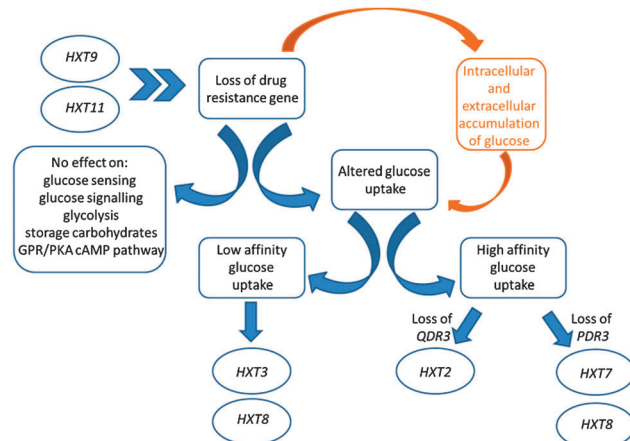 HXT9
HXT11
Loss of drug
resistance gene
Intracellular
and
extracellular
accumulation
of glucose
No effect on:
glucose sensing
glucose signalling
glycolysis
storage carbohydrates
GPR/PKA cAMP pathway
Altered glucose
uptake
Low affinity
glucose
uptake
High affinity
glucose
uptake
Loss of
QDR3
Loss of
PDR3
HXT3
HXT8
HXT2
HXT7
HXT8